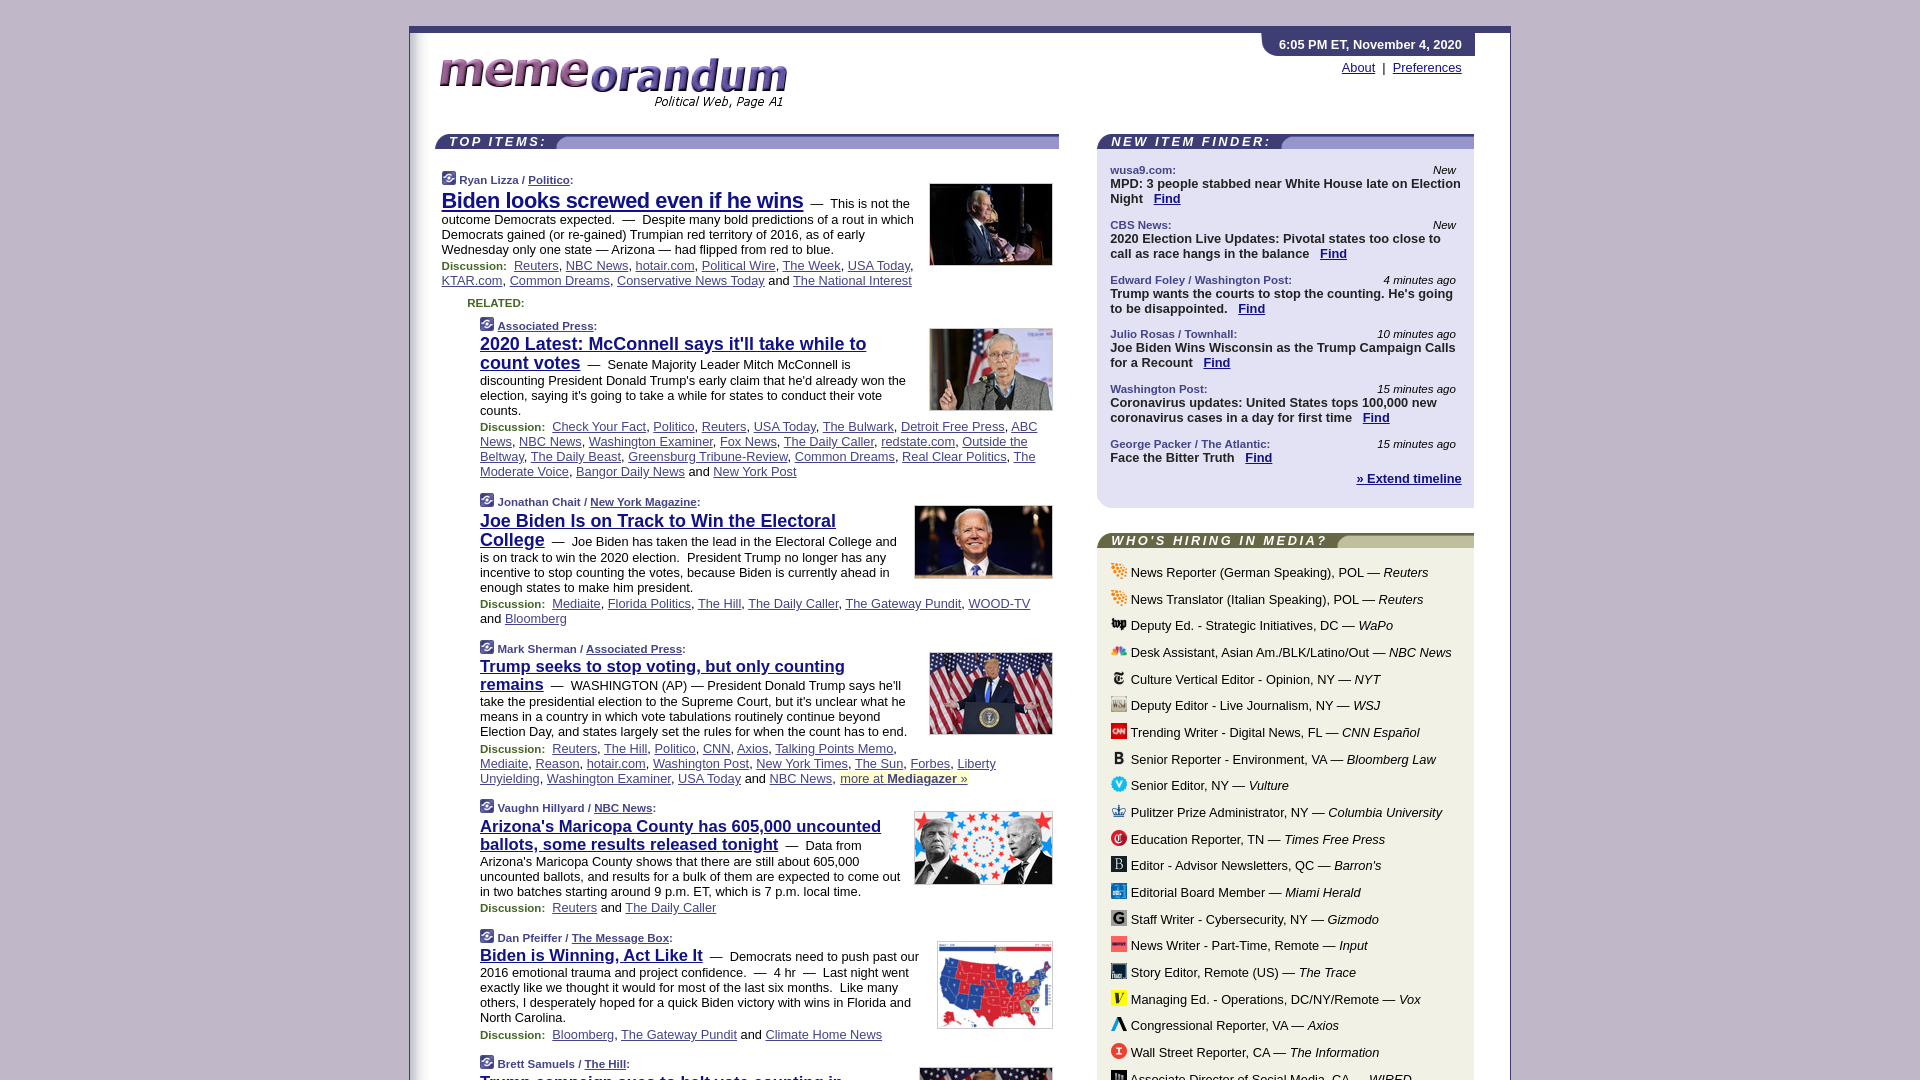 6:05 PM ET, November 4, 2020
About | Preferences
memeorandum
Political Web, Page A1
TOP ITEMS:
Ryan Lizza / Politico:
Biden looks screwed even if he wins — This is not the
outcome Democrats expected. — Despite many bold predictions of a rout in which
Democrats gained (or re-gained) Trumpian red territory of 2016, as of early
Wednesday only one state — Arizona — had flipped from red to blue.
Discussion: Reuters, NBC News, hotair.com, Political Wire, The Week, USA Today,
KTAR.com, Common Dreams, Conservative News Today and The National Interest
RELATED:
Associated Press:
2020 Latest: McConnell says it'll take while to
count votes — Senate Majority Leader Mitch McConnell is
discounting President Donald Trump's early claim that he'd already won the
election, saying it's going to take a while for states to conduct their vote
counts.
Discussion: Check Your Fact, Politico, Reuters, USA Today, The Bulwark, Detroit Free Press, ABC
News, NBC News, Washington Examiner, Fox News, The Daily Caller, redstate.com, Outside the
Beltway, The Daily Beast, Greensburg Tribune-Review, Common Dreams, Real Clear Politics, The
Moderate Voice, Bangor Daily News and New York Post
Jonathan Chait / New York Magazine:
Joe Biden Is on Track to Win the Electoral
College — Joe Biden has taken the lead in the Electoral College and
is on track to win the 2020 election. President Trump no longer has any
incentive to stop counting the votes, because Biden is currently ahead in
enough states to make him president.
Discussion: Mediaite, Florida Politics, The Hill, The Daily Caller, The Gateway Pundit, WOOD-TV
and Bloomberg
Mark Sherman / Associated Press:
Trump seeks to stop voting, but only counting
remains — WASHINGTON (AP) — President Donald Trump says he'll
take the presidential election to the Supreme Court, but it's unclear what he
means in a country in which vote tabulations routinely continue beyond
Election Day, and states largely set the rules for when the count has to end.
Discussion: Reuters, The Hill, Politico, CNN, Axios, Talking Points Memo,
Mediaite, Reason, hotair.com, Washington Post, New York Times, The Sun, Forbes, Liberty
Unyielding, Washington Examiner, USA Today and NBC News, more at Mediagazer »
Vaughn Hillyard / NBC News:
Arizona's Maricopa County has 605,000 uncounted
ballots, some results released tonight — Data from
Arizona's Maricopa County shows that there are still about 605,000
uncounted ballots, and results for a bulk of them are expected to come out
in two batches starting around 9 p.m. ET, which is 7 p.m. local time.
Discussion: Reuters and The Daily Caller
Dan Pfeiffer / The Message Box:
Biden is Winning, Act Like It — Democrats need to push past our
2016 emotional trauma and project confidence. — 4 hr — Last night went
exactly like we thought it would for most of the last six months. Like many
others, I desperately hoped for a quick Biden victory with wins in Florida and
North Carolina.
Discussion: Bloomberg, The Gateway Pundit and Climate Home News
Brett Samuels / The Hill:
Trump campaign sues to halt vote counting in
NEW ITEM FINDER:
wusa9.com: New
MPD: 3 people stabbed near White House late on Election
Night Find
CBS News: New
2020 Election Live Updates: Pivotal states too close to
call as race hangs in the balance Find
Edward Foley / Washington Post: 4 minutes ago
Trump wants the courts to stop the counting. He's going
to be disappointed. Find
Julio Rosas / Townhall: 10 minutes ago
Joe Biden Wins Wisconsin as the Trump Campaign Calls
for a Recount Find
Washington Post: 15 minutes ago
Coronavirus updates: United States tops 100,000 new
coronavirus cases in a day for first time Find
George Packer / The Atlantic: 15 minutes ago
Face the Bitter Truth Find
» Extend timeline
WHO'S HIRING IN MEDIA?
News Reporter (German Speaking), POL — Reuters
News Translator (Italian Speaking), POL — Reuters
Deputy Ed. - Strategic Initiatives, DC — WaPo
Desk Assistant, Asian Am./BLK/Latino/Out — NBC News
Culture Vertical Editor - Opinion, NY — NYT
Deputy Editor - Live Journalism, NY — WSJ
Trending Writer - Digital News, FL — CNN Español
Senior Reporter - Environment, VA — Bloomberg Law
Senior Editor, NY — Vulture
Pulitzer Prize Administrator, NY — Columbia University
Education Reporter, TN — Times Free Press
Editor - Advisor Newsletters, QC — Barron's
Editorial Board Member — Miami Herald
Staff Writer - Cybersecurity, NY — Gizmodo
News Writer - Part-Time, Remote — Input
Story Editor, Remote (US) — The Trace
Managing Ed. - Operations, DC/NY/Remote — Vox
Congressional Reporter, VA — Axios
Wall Street Reporter, CA — The Information
Associate Director of Social Media, CA — WIRED